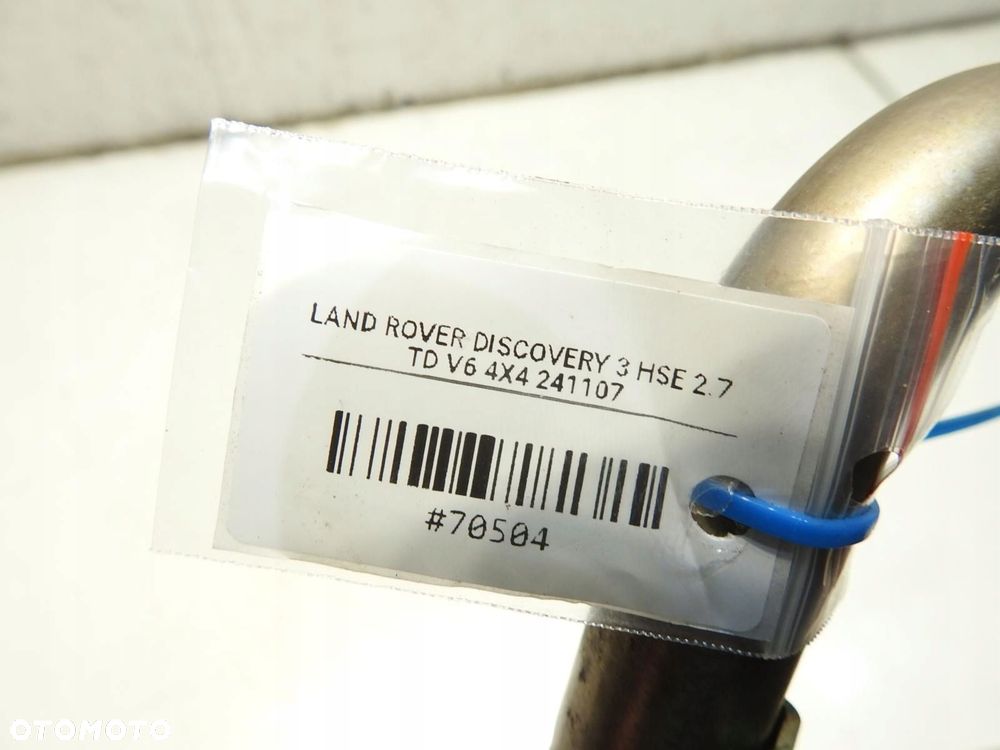 LAND ROVER DISCOVERY 3 HSE 2.7
TD V6 4X4 241107
#70504
OTOMOTO